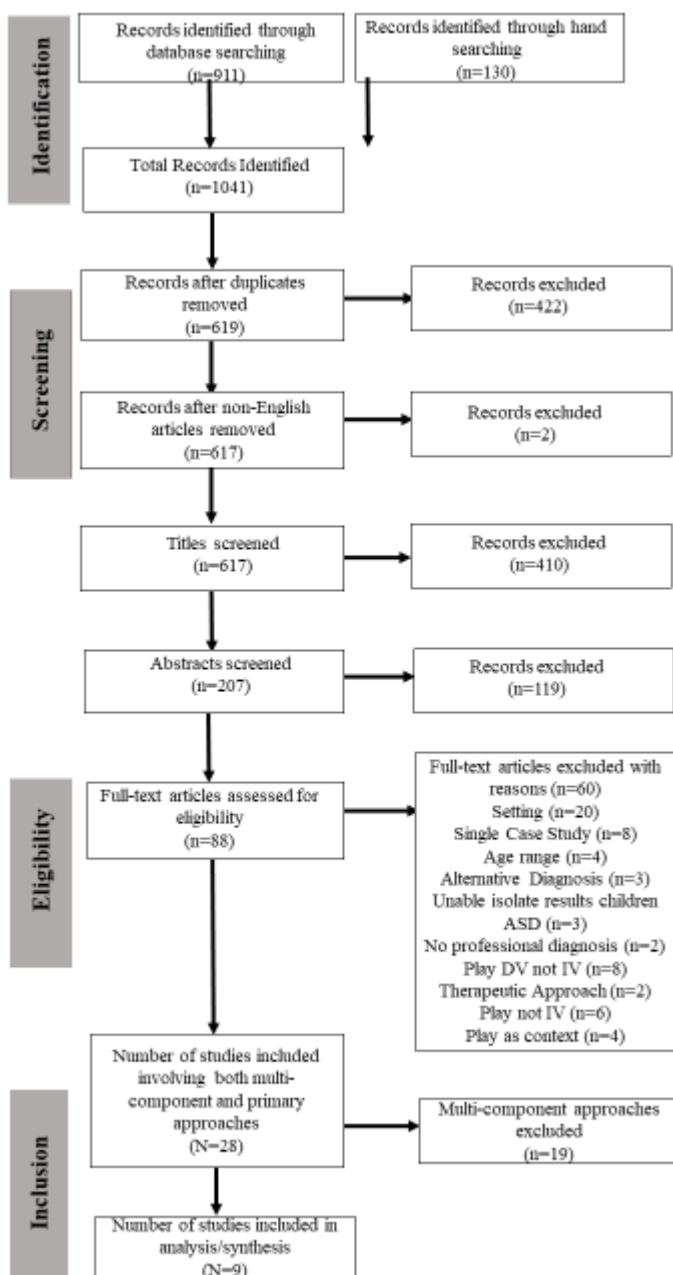 Identification
Records identified through
database searching
(n=911)
Records identified through hand
searching
(n=130)
Total Records Identified
(n=1041)
Screening
Records after duplicates
removed
(n=619)
Records excluded
(n=422)
Records after non-English
articles removed
(n=617)
Records excluded
(n=2)
Titles screened
(n=617)
Records excluded
(n=410)
Abstracts screened
(n=207)
Records excluded
(n=119)
Eligibility
Full-text articles assessed for
eligibility
(n=88)
Full-text articles excluded with
reasons (n=60)
Setting (n=20)
Single Case Study (n=8)
Age range (n=4)
Alternative Diagnosis (n=3)
Unable isolate results children
ASD (n=3)
No professional diagnosis (n=2)
Play DV not IV (n=8)
Therapeutic Approach (n=2)
Play not IV (n=6)
Play as context (n=4)
Inclusion
Number of studies included
involving both multi-
component and primary
approaches
(N=28)
Multi-component approaches
excluded
(n=19)
Number of studies included in
analysis/synthesis
(N=9)